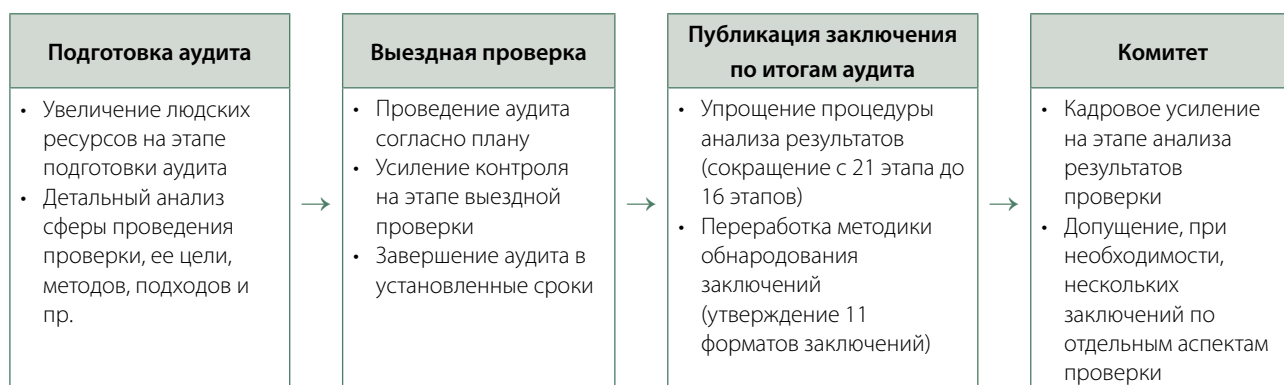 Подготовка аудита
• Увеличение людских
ресурсов на этапе
подготовки аудита
• Детальный анализ
сферы проведения
проверки, ее цели,
методов, подходов и
пр.
→
Выездная проверка
• Проведение аудита
согласно плану
• Усиление контроля
на этапе выездной
проверки
• Завершение аудита в
установленные сроки
→
Публикация заключения
по итогам аудита
• Упрощение процедуры
анализа результатов
(сокращение с 21 этапа до
16 этапов)
• Переработка методики
обнародования
заключений
(утверждение 11
форматов заключений)
→
Комитет
• Кадровое усиление
на этапе анализа
результатов
проверки
• Допущение, при
необходимости,
нескольких
заключений по
отдельным аспектам
проверки